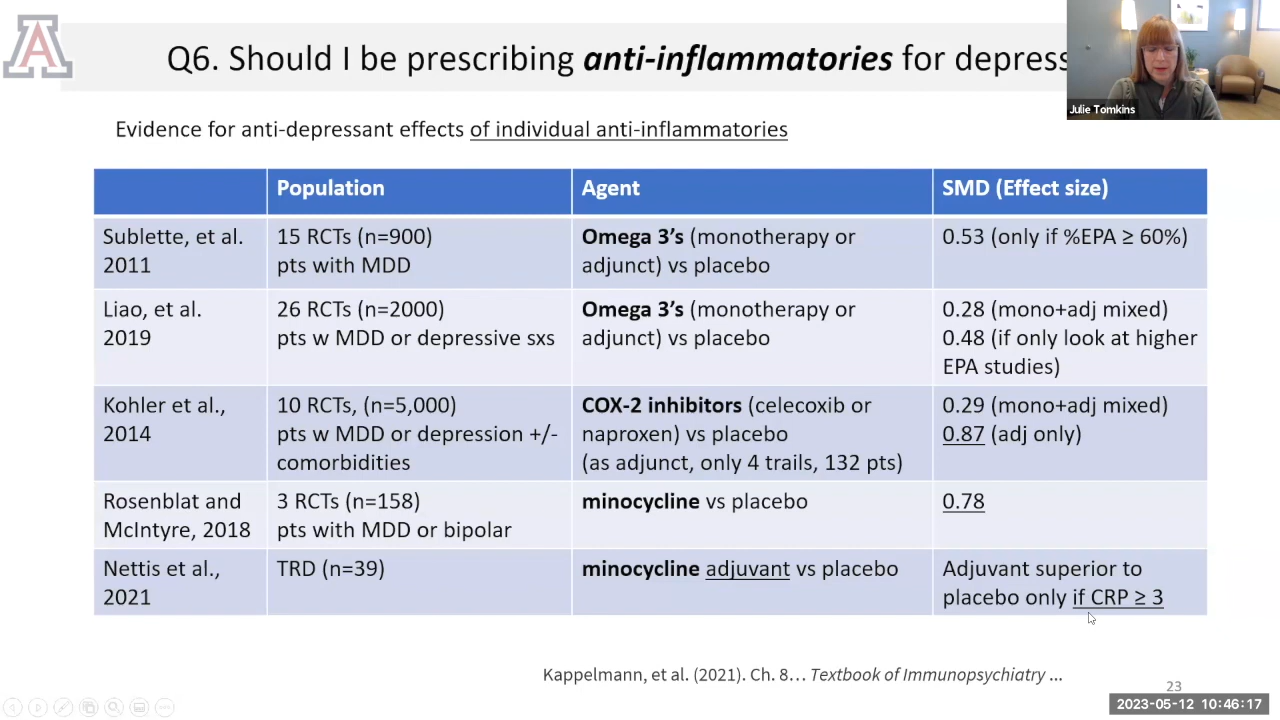 Q6. Should I be prescribing anti-inflammatories for depress
Julie Tomkins
Evidence for anti-depressant effects of individual anti-inflammatories
Population
Agent
SMD (Effect size)
Sublette, et al.
2011
15 RCTs (n=900)
pts with MDD
Omega 3’s (monotherapy or
adjunct) vs placebo
0.53 (only if %EPA ≥ 60%)
Liao, et al.
2019
26 RCTs (n=2000)
pts w MDD or depressive sxs
Omega 3’s (monotherapy or
adjunct) vs placebo
0.28 (mono+adj mixed)
0.48 (if only look at higher
EPA studies)
Kohler et al.,
2014
10 RCTs, (n=5,000)
pts w MDD or depression +/-
comorbidities
COX-2 inhibitors (celecoxib or
naproxen) vs placebo
(as adjunct, only 4 trails, 132 pts)
0.29 (mono+adj mixed)
0.87 (adj only)
Rosenblat and
McIntyre, 2018
3 RCTs (n=158)
pts with MDD or bipolar
minocycline vs placebo
0.78
Nettis et al.,
2021
TRD (n=39)
minocycline adjuvant vs placebo
Adjuvant superior to
placebo only if CRP ≥ 3
Kappelmann, et al. (2021). Ch. 8… Textbook of Immunopsychiatry ...
23
2023-05-12 10:46:17